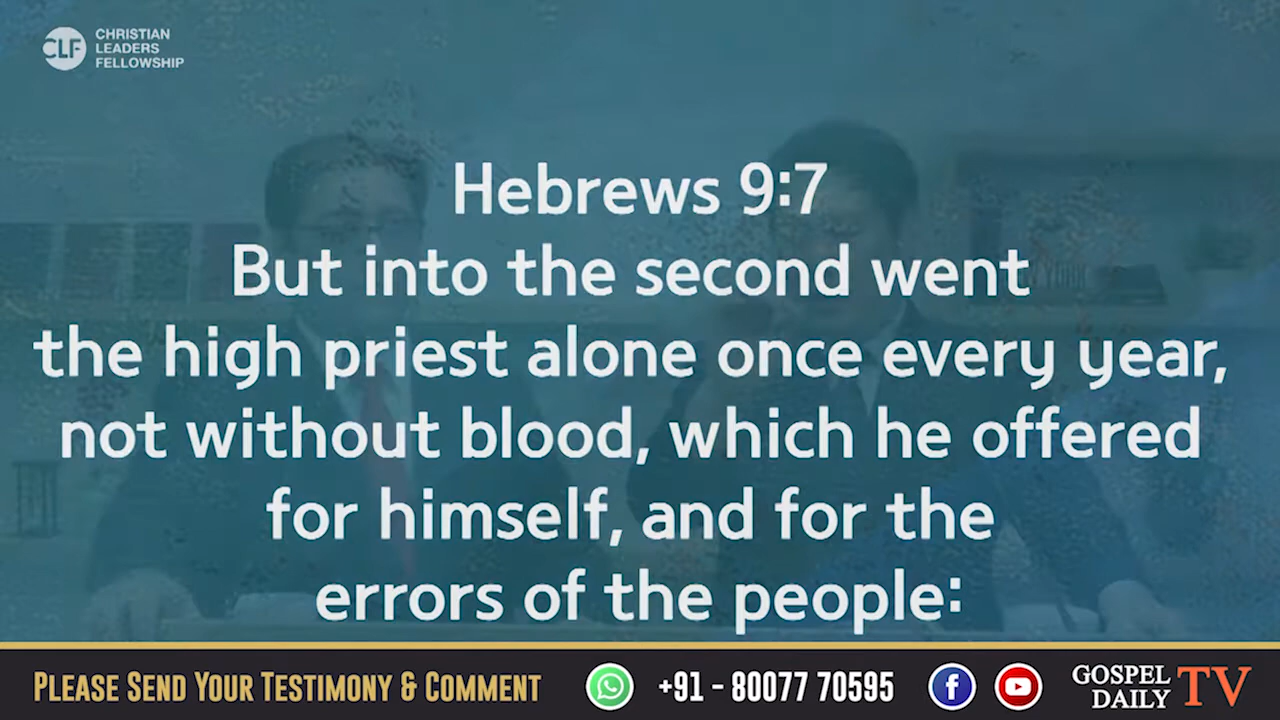 CLF
CHRISTIAN
LEADERS
FELLOWSHIP
Hebrews 9:7
But into the second went
the high priest alone once every year,
not without blood, which he offered
for himself, and for the
errors of the people:
PLEASE SEND YOUR TESTIMONY & COMMENT
+91 - 80077 70595
GOSPEL
DAILY
TV